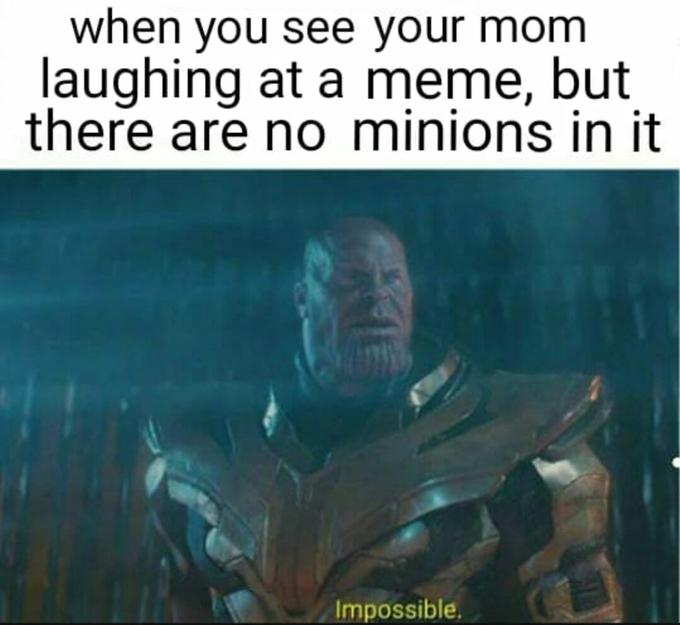 when you see your mom
laughing at a meme, but
there are no minions in it
Impossible.